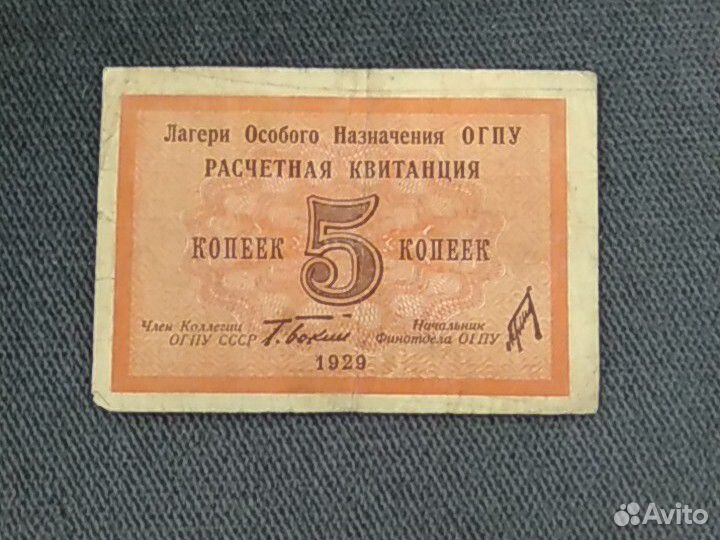 Лагери Особого Назначения ОГПУ
РАСЧЕТНАЯ КВИТАНЦИЯ
КОПЕЕК 5 КОПЕЕК
Член Коллегии
ОГПУ СССР Г. Бокий
Начальник
Финотдела ОГПУ
1929
Avito